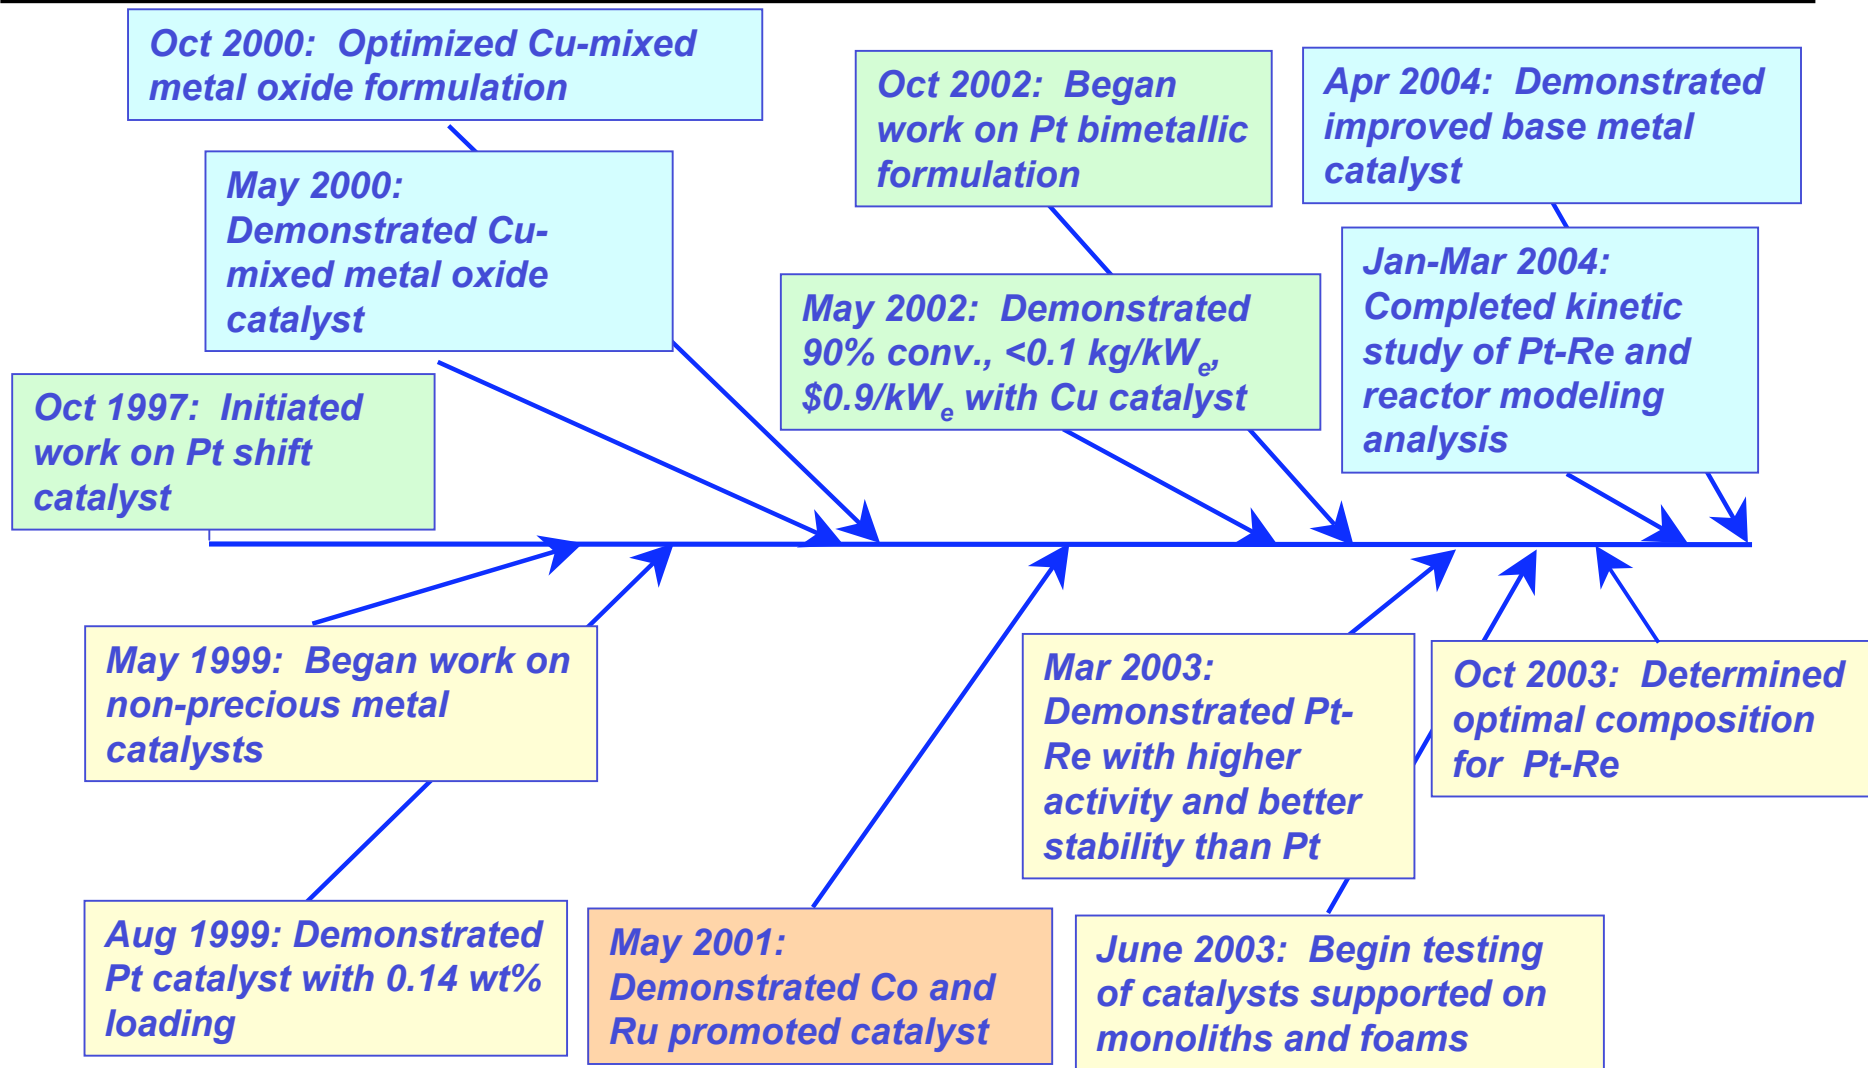 Oct 2000:  Optimized Cu-mixed
metal oxide formulation
May 2000:
Demonstrated Cu-
mixed metal oxide
catalyst
Oct 1997:  Initiated
work on Pt shift
catalyst
Oct 2002:  Began
work on Pt bimetallic
formulation
May 2002:  Demonstrated
90% conv., <0.1 kg/kWe,
$0.9/kWe with Cu catalyst
Apr 2004:  Demonstrated
improved base metal
catalyst
Jan-Mar 2004:
Completed kinetic
study of Pt-Re and
reactor modeling
analysis
May 1999:  Began work on
non-precious metal
catalysts
Aug 1999: Demonstrated
Pt catalyst with 0.14 wt%
loading
May 2001:
Demonstrated Co and
Ru promoted catalyst
Mar 2003:
Demonstrated Pt-
Re with higher
activity and better
stability than Pt
June 2003:  Begin testing
of catalysts supported on
monoliths and foams
Oct 2003:  Determined
optimal composition
for  Pt-Re